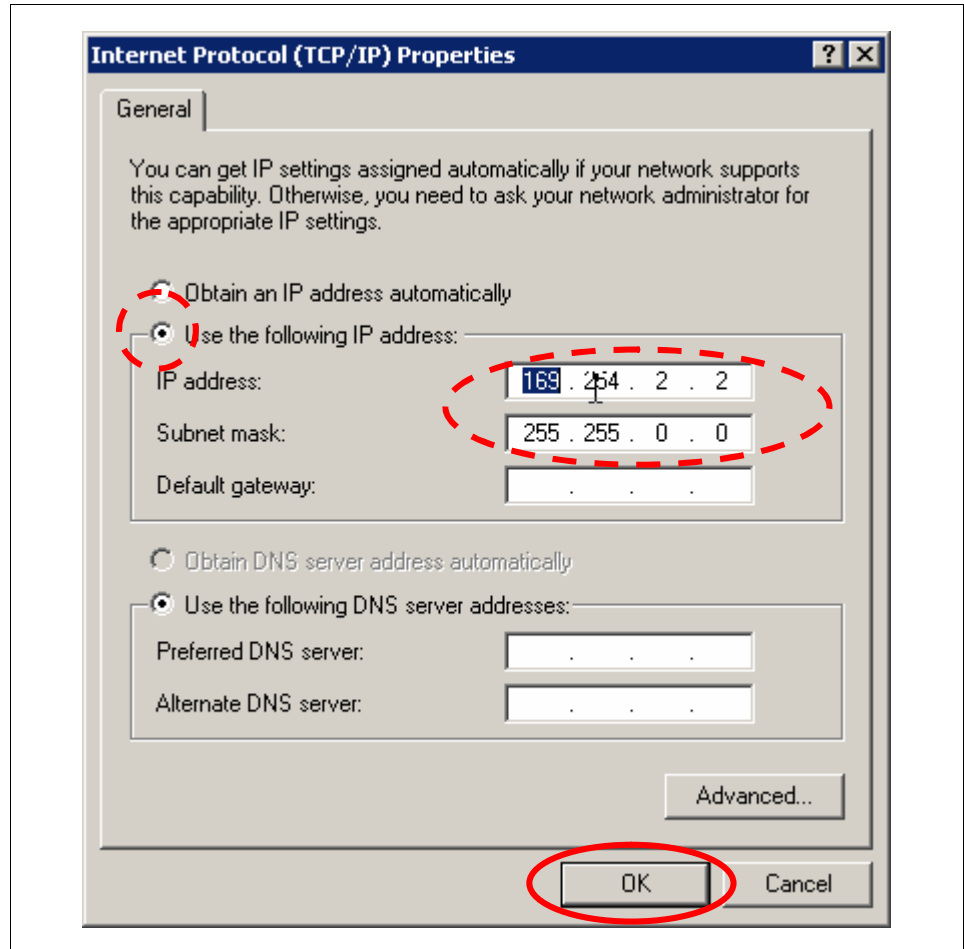 Internet Protocol (TCP/IP) Properties
General
You can get IP settings assigned automatically if your network supports
this capability. Otherwise, you need to ask your network administrator for
the appropriate IP settings.
Obtain an IP address automatically
Use the following IP address:
IP address: 169 . 254 . 2 . 2
Subnet mask: 255 . 255 . 0 . 0
Default gateway: . . .
Obtain DNS server address automatically
Use the following DNS server addresses:
Preferred DNS server: . . .
Alternate DNS server: . . .
Advanced...
OK Cancel